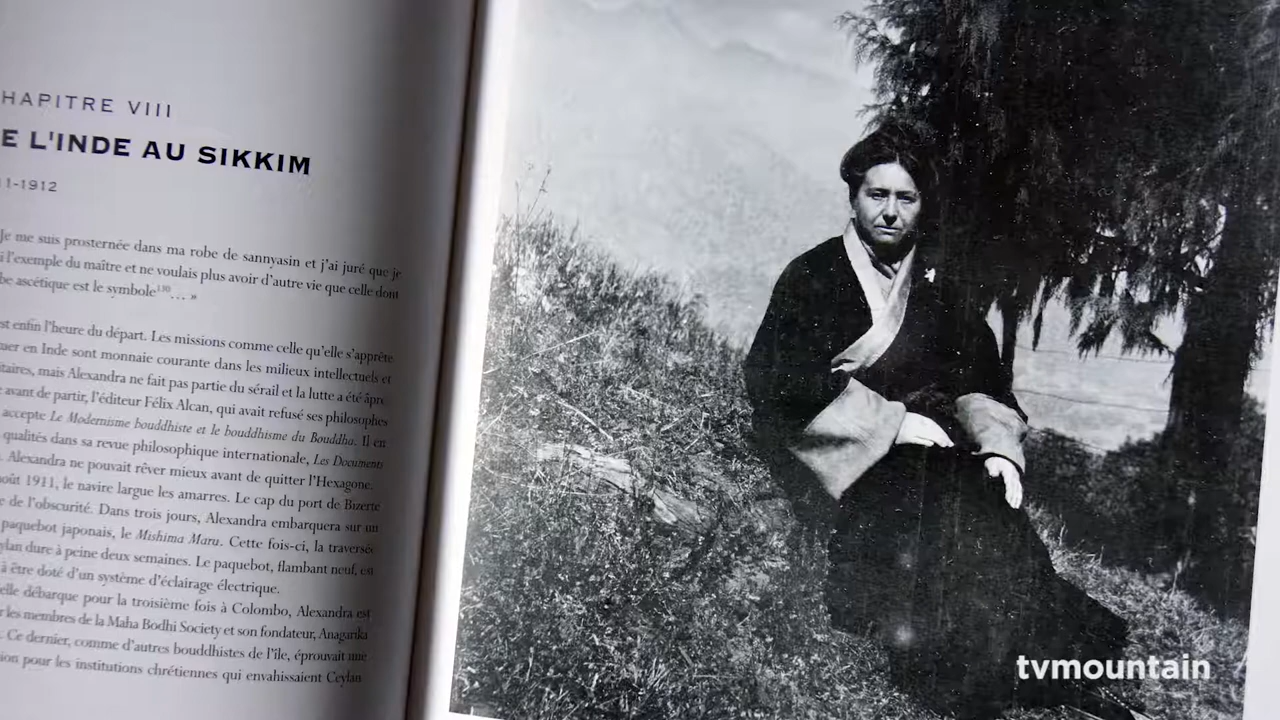 HAPITRE VIII
E L'INDE AU SIKKIM
11-1912
Je me suis prosternée dans ma robe de sannyasin et j'ai juré que je
i l'exemple du maître et ne voulais plus avoir d'autre vie que celle dont
be ascétique est le symbole130… »
st enfin l'heure du départ. Les missions comme celle qu'elle s'apprête
uer en Inde sont monnaie courante dans les milieux intellectuels et
itaires, mais Alexandra ne fait pas partie du sérail et la lutte a été âpre.
avant de partir, l'éditeur Félix Alcan, qui avait refusé ses philosophes
accepte Le Modernisme bouddhiste et le bouddhisme du Bouddha. Il en
qualités dans sa revue philosophique internationale, Les Documents
. Alexandra ne pouvait rêver mieux avant de quitter l'Hexagone.
oût 1911, le navire largue les amarres. Le cap du port de Bizerte
e de l'obscurité. Dans trois jours, Alexandra embarquera sur un
paquebot japonais, le Mishima Maru. Cette fois-ci, la traversée
ylan dure à peine deux semaines. Le paquebot, flambant neuf, est
à être doté d'un système d'éclairage électrique.
elle débarque pour la troisième fois à Colombo, Alexandra est
r les membres de la Maha Bodhi Society et son fondateur, Anagarika
. Ce dernier, comme d'autres bouddhistes de l'île, éprouvait une
ion pour les institutions chrétiennes qui envahissaient Ceylan
tvmountain